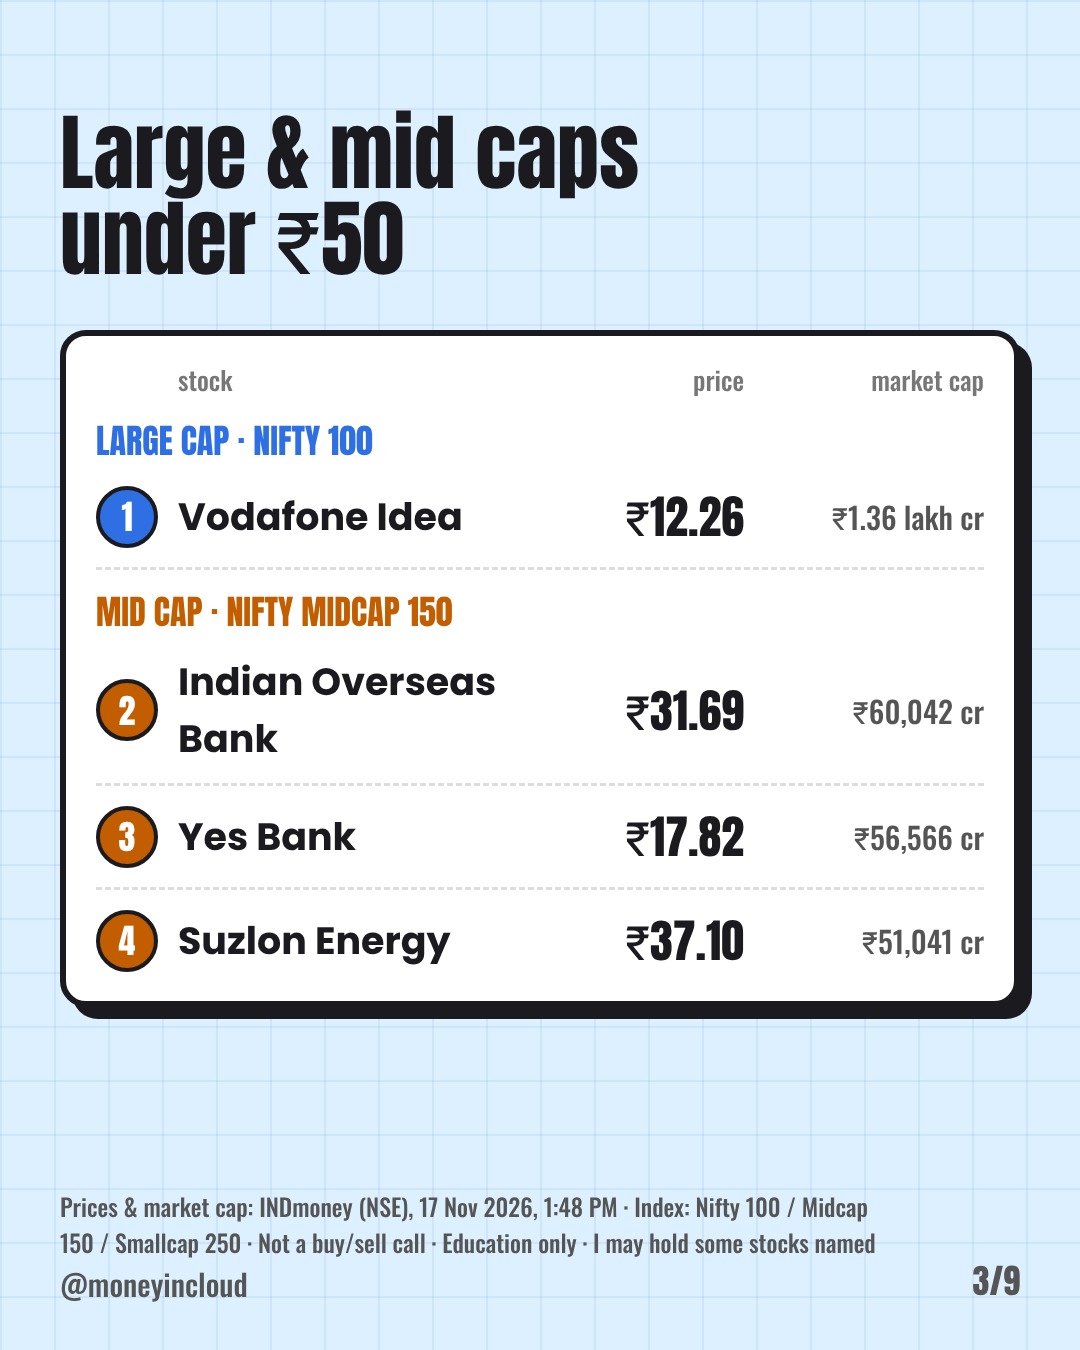 Large & mid caps
under ₹50
stock price market cap
LARGE CAP · NIFTY 100
1 Vodafone Idea ₹12.26 ₹1.36 lakh cr
MID CAP · NIFTY MIDCAP 150
2 Indian Overseas Bank ₹31.69 ₹60,042 cr
3 Yes Bank ₹17.82 ₹56,566 cr
4 Suzlon Energy ₹37.10 ₹51,041 cr
Prices & market cap: INDmoney (NSE), 17 Nov 2026, 1:48 PM · Index: Nifty 100 / Midcap
150 / Smallcap 250 · Not a buy/sell call · Education only · I may hold some stocks named
@moneyincloud
3/9